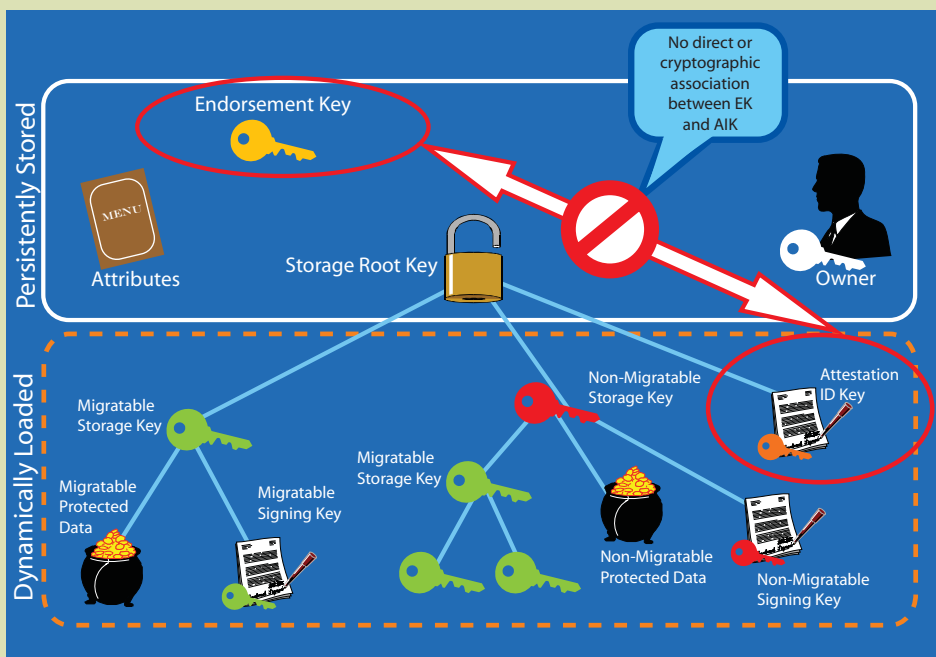 No direct or
cryptographic
association
between EK
and AIK
Persistently Stored
Endorsement Key
MENU
Attributes
Storage Root Key
Owner
Dynamically Loaded
Migratable
Storage Key
Non-Migratable
Storage Key
Attestation
ID Key
Migratable
Protected
Data
Migratable
Signing Key
Migratable
Storage Key
Non-Migratable
Protected Data
Non-Migratable
Signing Key